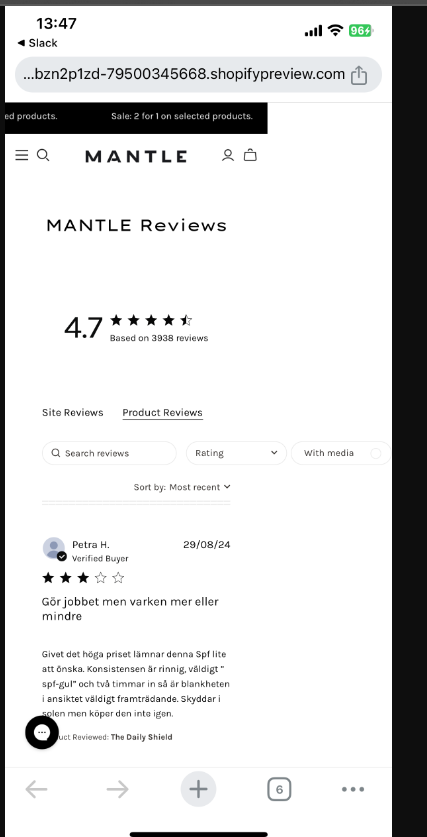 13:47
96
Slack
...bzn2p1zd-79500345668.shopifypreview.com
ed products. Sale: 2 for 1 on selected products.
MANTLE
MANTLE Reviews
4.7
Based on 3938 reviews
Site Reviews Product Reviews
Search reviews Rating With media
Sort by: Most recent
Petra H. 29/08/24
Verified Buyer
Gör jobbet men varken mer eller
mindre
Givet det höga priset lämnar denna Spf lite
att önska. Konsistensen är rinnig, väldigt ”
spf-gul” och två timmar in så är blankheten
i ansiktet väldigt framträdande. Skyddar i
solen men köper den inte igen.
uct Reviewed: The Daily Shield
6